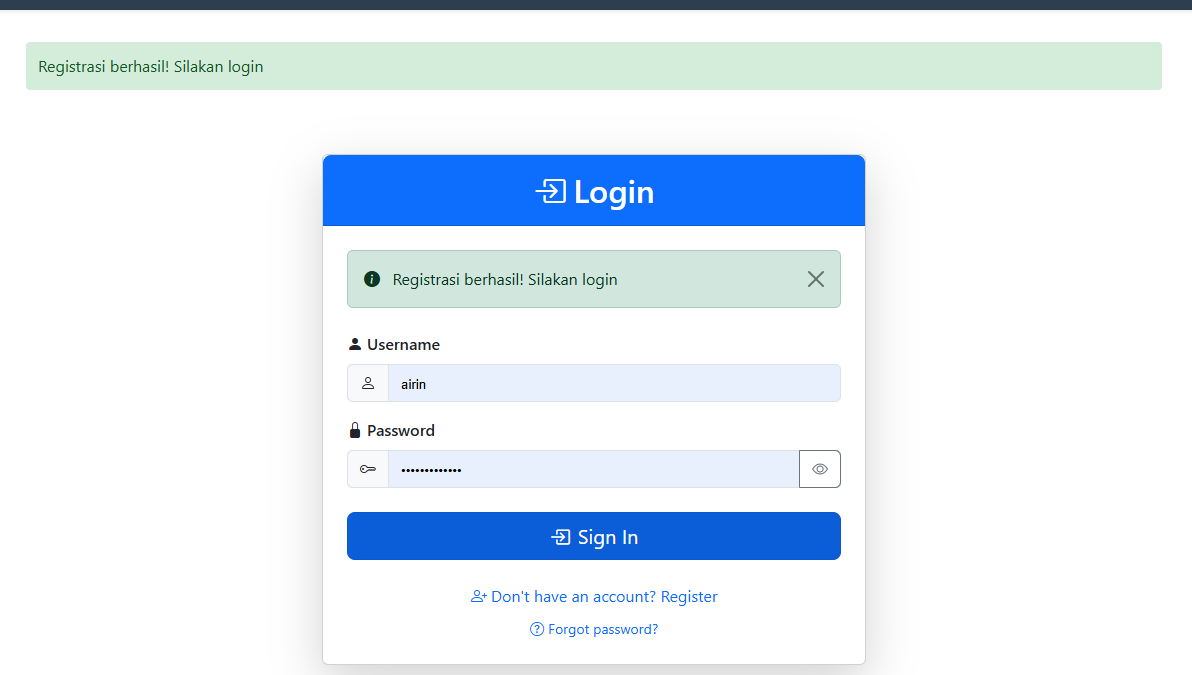 Registrasi berhasil! Silakan login
Login
Registrasi berhasil! Silakan login
Username
airin
Password
•••••••••••••
Sign In
Don't have an account? Register
Forgot password?